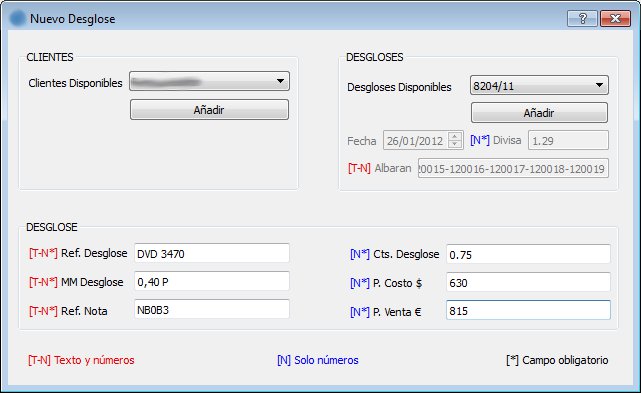 Nuevo Desglose
CLIENTES
Clientes Disponibles
Añadir
DESGLOSES
Desgloses Disponibles 8204/11
Añadir
Fecha 26/01/2012 [N*] Divisa 1.29
[T-N] Albaran 20015-120016-120017-120018-120019
DESGLOSE
[T-N*] Ref. Desglose DVD 3470
[T-N*] MM Desglose 0,40 P
[T-N*] Ref. Nota NB0B3
[N*] Cts. Desglose 0.75
[N*] P. Costo $ 630
[N*] P. Venta € 815
[T-N] Texto y números [N] Solo números [*] Campo obligatorio